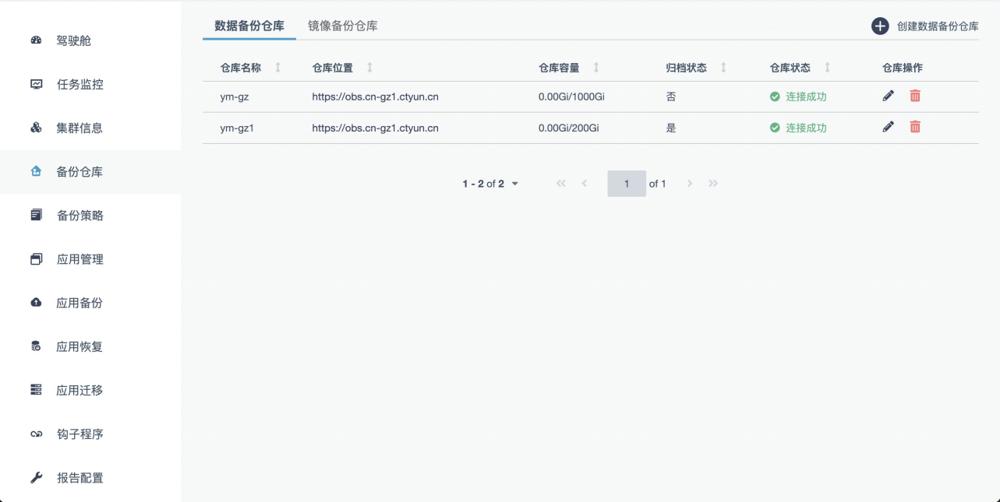 驾驶舱
任务监控
集群信息
备份仓库
备份策略
应用管理
应用备份
应用恢复
应用迁移
钩子程序
报告配置
数据备份仓库 镜像备份仓库 创建数据备份仓库
仓库名称 仓库位置 仓库容量 归档状态 仓库状态 仓库操作
ym-gz https://obs.cn-gz1.ctyun.cn 0.00Gi/1000Gi 否 连接成功
ym-gz1 https://obs.cn-gz1.ctyun.cn 0.00Gi/200Gi 是 连接成功
1 - 2 of 2 1 of 1